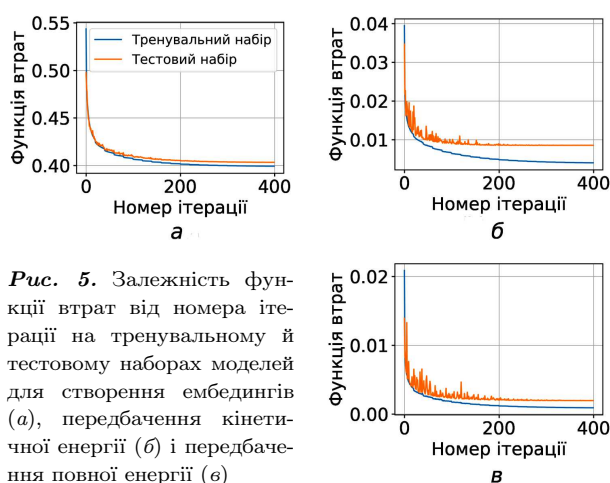 0.55
0.50
0.45
0.40
Функція втрат
Тренувальний набір
Тестовий набір
0 200 400
Номер ітерації
а
0.04
0.03
0.02
0.01
Функція втрат
0 200 400
Номер ітерації
б
Рис. 5. Залежність фун-
кції втрат від номера іте-
рації на тренувальному й
тестовому наборах моделей
для створення ембедингів
(а), передбачення кінети-
чної енергії (б) і передбаче-
ння повної енергії (в)
0.02
0.01
0.00
Функція втрат
0 200 400
Номер ітерації
в